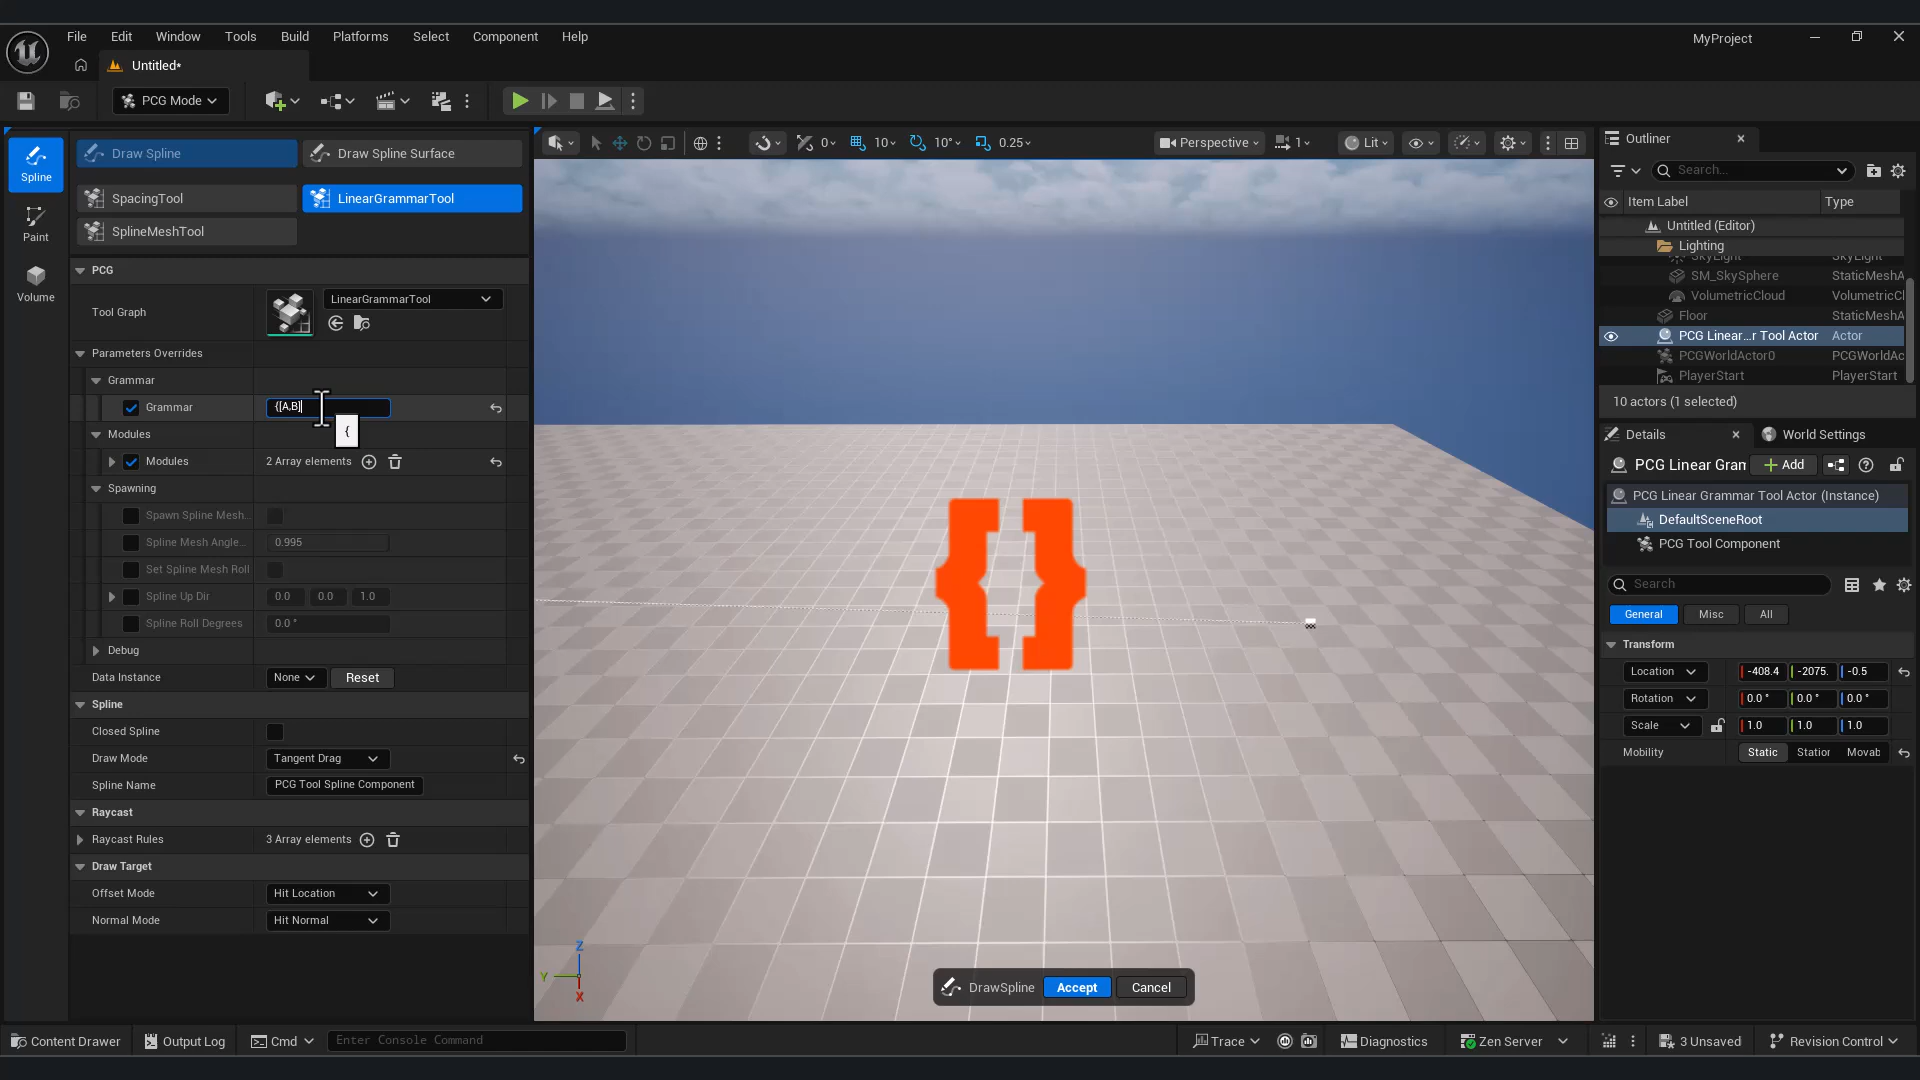 File Edit Window Tools Build Platforms Select Component Help
MyProject
Untitled*
PCG Mode
Spline
Paint
Volume
Draw Spline
Draw Spline Surface
SpacingTool
LinearGrammarTool
SplineMeshTool
PCG
Tool Graph
LinearGrammarTool
Parameters Overrides
Grammar
Grammar
{[A,B]
{
Modules
Modules
2 Array elements
Spawning
Spawn Spline Mesh...
Spline Mesh Angle...
0.995
Set Spline Mesh Roll
Spline Up Dir
0.0 0.0 1.0
Spline Roll Degrees
0.0 °
Debug
Data Instance
None
Reset
Spline
Closed Spline
Draw Mode
Tangent Drag
Spline Name
PCG Tool Spline Component
Raycast
Raycast Rules
3 Array elements
Draw Target
Offset Mode
Hit Location
Normal Mode
Hit Normal
0
10
10°
0.25
Perspective
1
Lit
{}
Z
Y
X
DrawSpline
Accept
Cancel
Outliner
Search...
Item Label
Type
Untitled (Editor)
Lighting
SkyLight
SkyLight
SM_SkySphere
StaticMeshA
VolumetricCloud
VolumetricCl
Floor
StaticMeshA
PCG Linear...r Tool Actor
Actor
PCGWorldActor0
PCGWorldAc
PlayerStart
PlayerStart
10 actors (1 selected)
Details
World Settings
PCG Linear Gran
Add
PCG Linear Grammar Tool Actor (Instance)
DefaultSceneRoot
PCG Tool Component
Search
General
Misc
All
Transform
Location
-408.4 -2075. -0.5
Rotation
0.0 ° 0.0 ° 0.0 °
Scale
1.0 1.0 1.0
Mobility
Static Station Movab
Content Drawer
Output Log
Cmd
Enter Console Command
Trace
Diagnostics
Zen Server
3 Unsaved
Revision Control